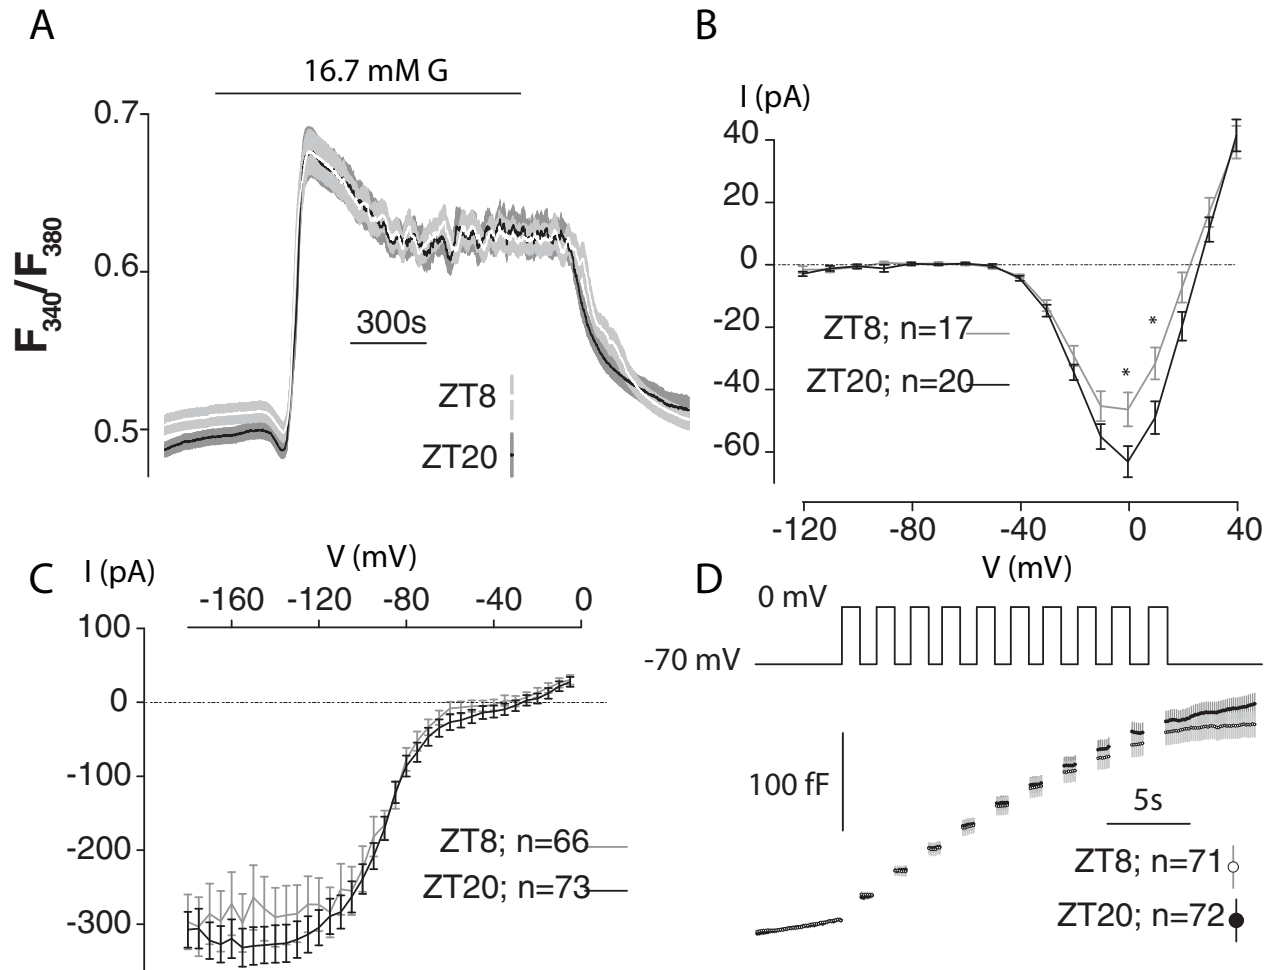 A
16.7 mM G
0.7
0.6
0.5
F340/F380
300s
ZT8
ZT20
B
I (pA)
40
20
0
-20
-40
-60
*
*
ZT8; n=17
ZT20; n=20
-120 -80 -40 0 40
V (mV)
C
I (pA)
V (mV)
-160 -120 -80 -40 0
100
0
-100
-200
-300
ZT8; n=66
ZT20; n=73
D
0 mV
-70 mV
100 fF
5s
ZT8; n=71
ZT20; n=72